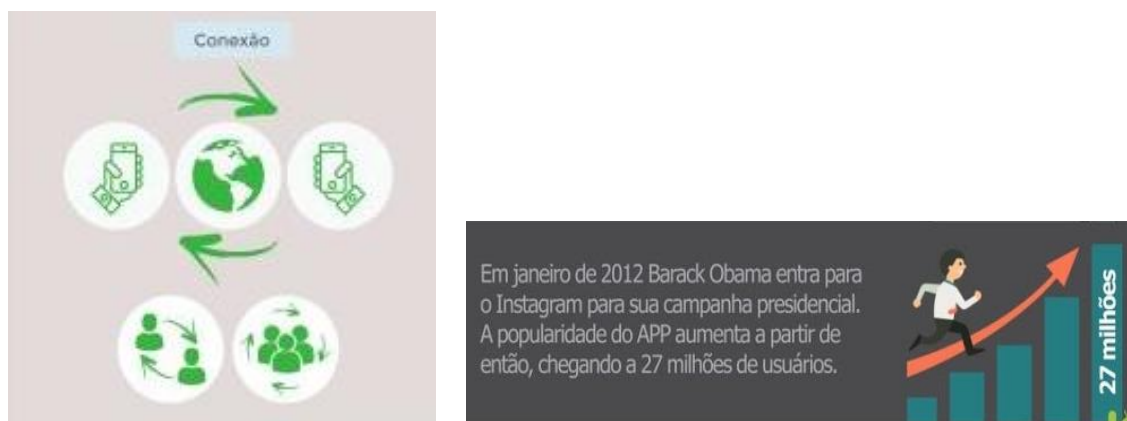 Conexão
Em janeiro de 2012 Barack Obama entra para
o Instagram para sua campanha presidencial.
A popularidade do APP aumenta a partir de
então, chegando a 27 milhões de usuários.
27 milhões